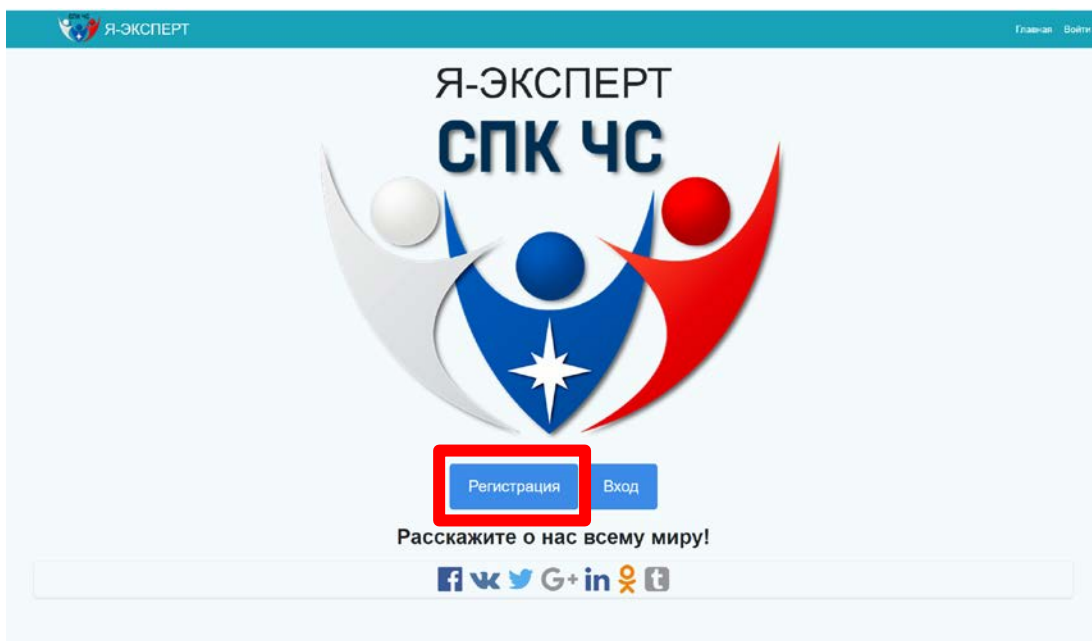 Я-ЭКСПЕРТ
Главная Войти
Я-ЭКСПЕРТ
СПК ЧС
Регистрация Вход
Расскажите о нас всему миру!